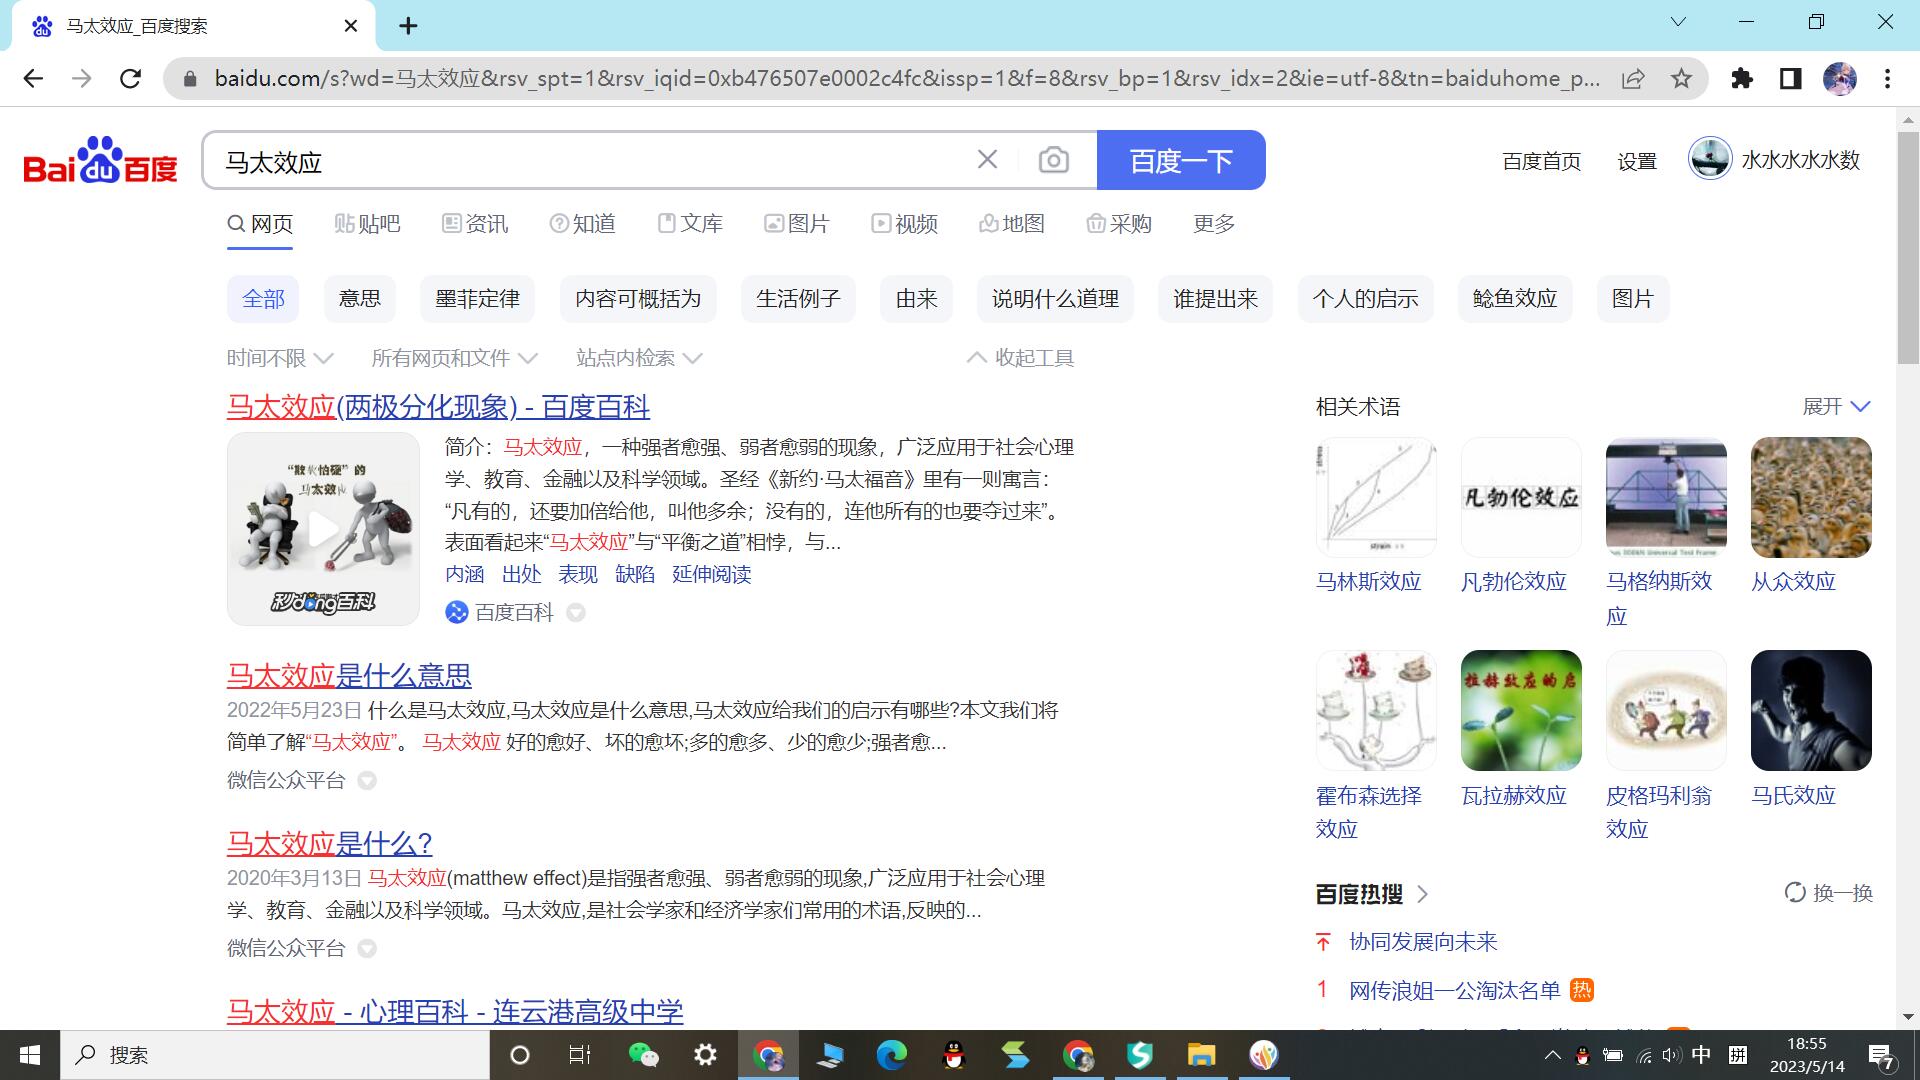 马太效应_百度搜索
baidu.com/s?wd=马太效应&rsv_spt=1&rsv_iqid=0xb476507e0002c4fc&issp=1&f=8&rsv_bp=1&rsv_idx=2&ie=utf-8&tn=baiduhome_p...
Bai du 百度
马太效应
百度一下
百度首页 设置 水水水水水数
网页 贴吧 资讯 知道 文库 图片 视频 地图 采购 更多
全部 意思 墨菲定律 内容可概括为 生活例子 由来 说明什么道理 谁提出来 个人的启示 鲶鱼效应 图片
时间不限 所有网页和文件 站点内检索 收起工具
马太效应(两极分化现象) - 百度百科
“欺软怕硬”的
马太效应
秒dong百科
简介：马太效应，一种强者愈强、弱者愈弱的现象，广泛应用于社会心理
学、教育、金融以及科学领域。圣经《新约·马太福音》里有一则寓言：
“凡有的，还要加倍给他，叫他多余；没有的，连他所有的也要夺过来”。
表面看起来“马太效应”与“平衡之道”相悖，与...
内涵 出处 表现 缺陷 延伸阅读
百度百科
马太效应是什么意思
2022年5月23日 什么是马太效应,马太效应是什么意思,马太效应给我们的启示有哪些?本文我们将
简单了解“马太效应”。 马太效应 好的愈好、坏的愈坏;多的愈多、少的愈少;强者愈...
微信公众平台
马太效应是什么?
2020年3月13日 马太效应(matthew effect)是指强者愈强、弱者愈弱的现象,广泛应用于社会心理
学、教育、金融以及科学领域。马太效应,是社会学家和经济学家们常用的术语,反映的...
微信公众平台
马太效应 - 心理百科 - 连云港高级中学
相关术语 展开
strain
凡勃伦效应
马林斯效应 凡勃伦效应 马格纳斯效 从众效应
应
拉赫效应的启
霍布森选择 瓦拉赫效应 皮格玛利翁 马氏效应
效应 效应
百度热搜 换一换
协同发展向未来
1 网传浪姐一公淘汰名单 热
搜索
中 拼
18:55
2023/5/14
7